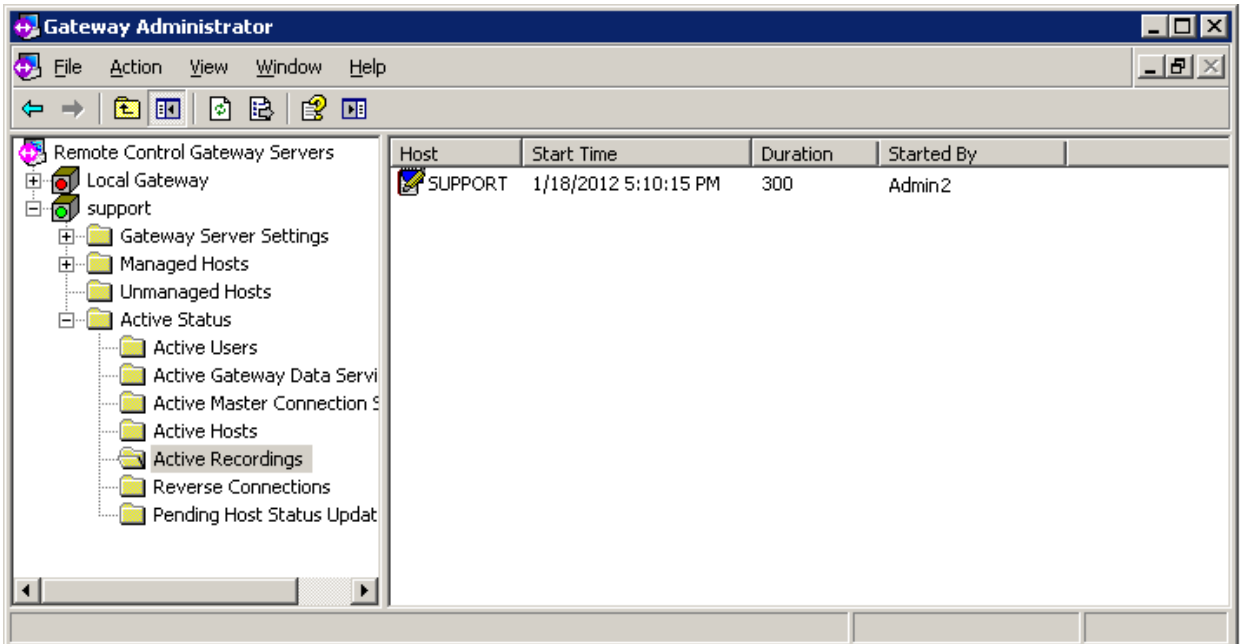 Gateway Administrator
File Action View Window Help
Remote Control Gateway Servers
Local Gateway
support
Gateway Server Settings
Managed Hosts
Unmanaged Hosts
Active Status
Active Users
Active Gateway Data Servi
Active Master Connection S
Active Hosts
Active Recordings
Reverse Connections
Pending Host Status Updat
Host Start Time Duration Started By
SUPPORT 1/18/2012 5:10:15 PM 300 Admin2